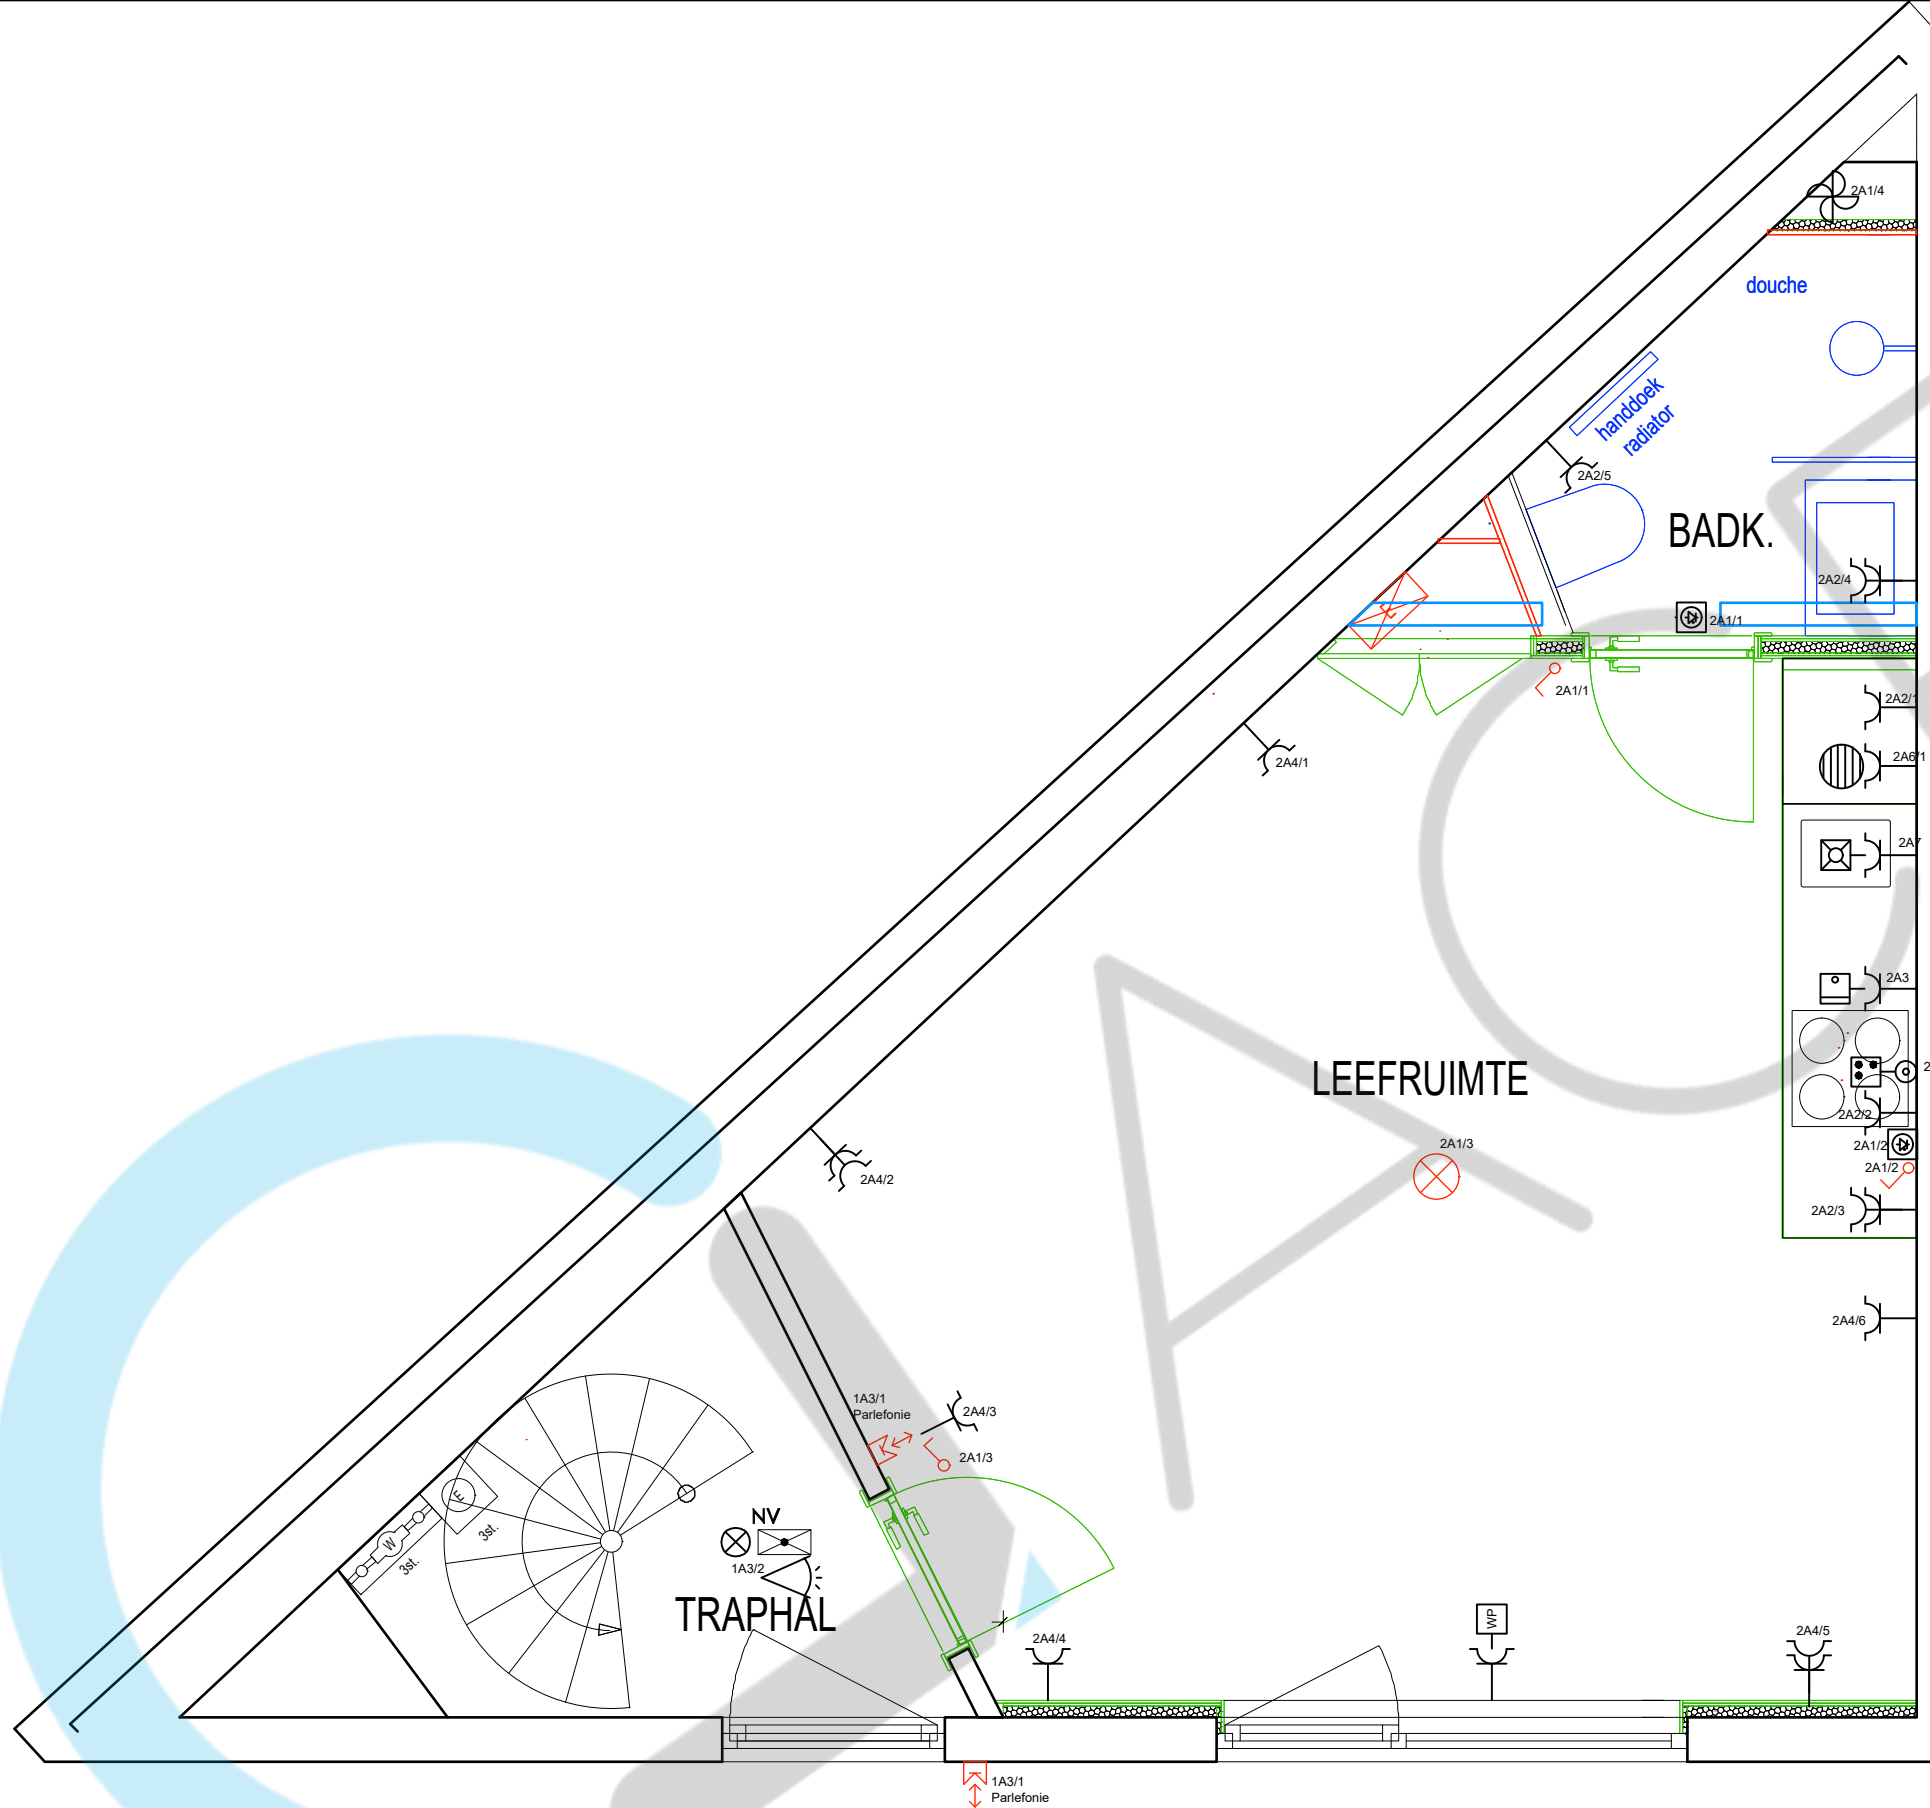 2A1/4
douche
handdoek
radiator
2A2/5
BADK.
2A2/4
2A1/1
2A1/1
2A2/1
2A4/1
2A6/1
2A7
2A3
LEEFRUIMTE
2
2A2/2
2A1/3
2A1/2
2A1/2
2A4/2
2A2/3
2A4/6
1A3/1
Parlefonie
2A4/3
2A1/3
E
3st.
W
3st.
NV
1A3/2
TRAPHAL
2A4/4
WP
2A4/5
1A3/1
Parlefonie